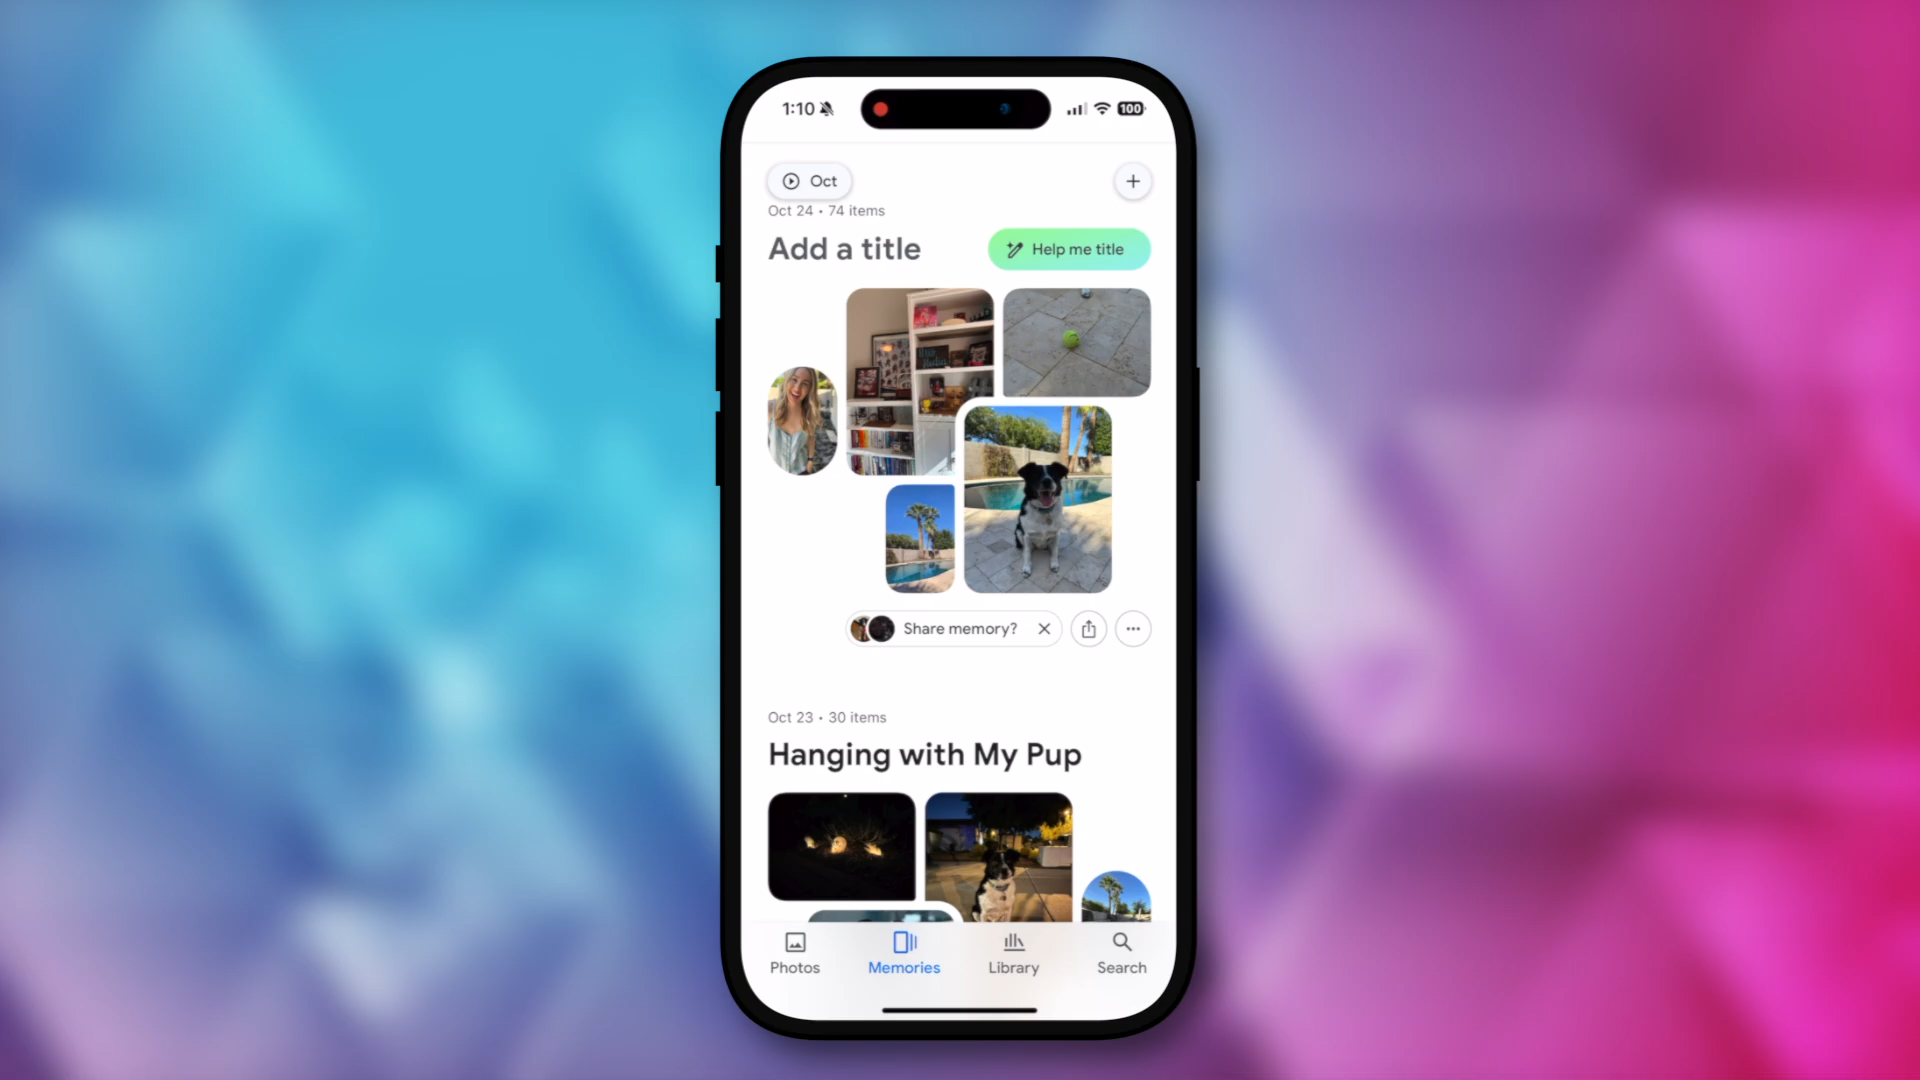 1:10
100
Oct
Oct 24 • 74 items
Add a title
Help me title
Share memory?
Oct 23 • 30 items
Hanging with My Pup
Photos
Memories
Library
Search